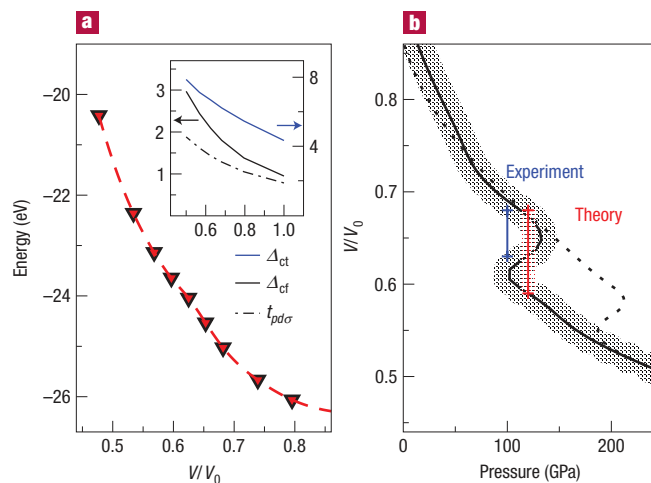 a
Energy (eV)
−20
−22
−24
−26
0.5 0.6 0.7 0.8
V/V0
3
2
1
8
4
0.6 0.8 1.0
Δct
Δcf
tpdσ
b
V/V0
0.8
0.7
0.6
0.5
0 100 200
Pressure (GPa)
Experiment
Theory